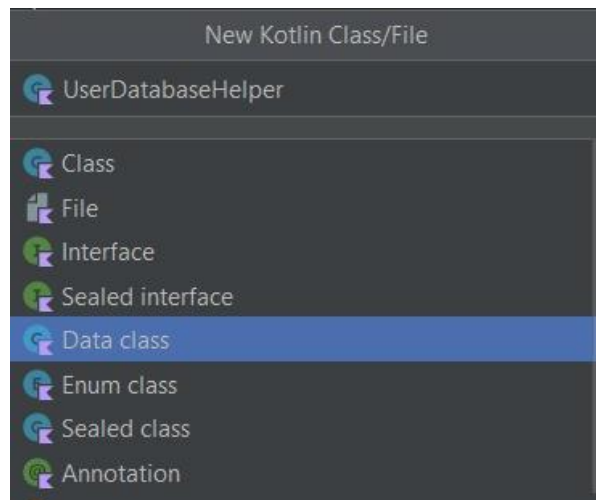 New Kotlin Class/File
UserDatabaseHelper
Class
File
Interface
Sealed interface
Data class
Enum class
Sealed class
Annotation